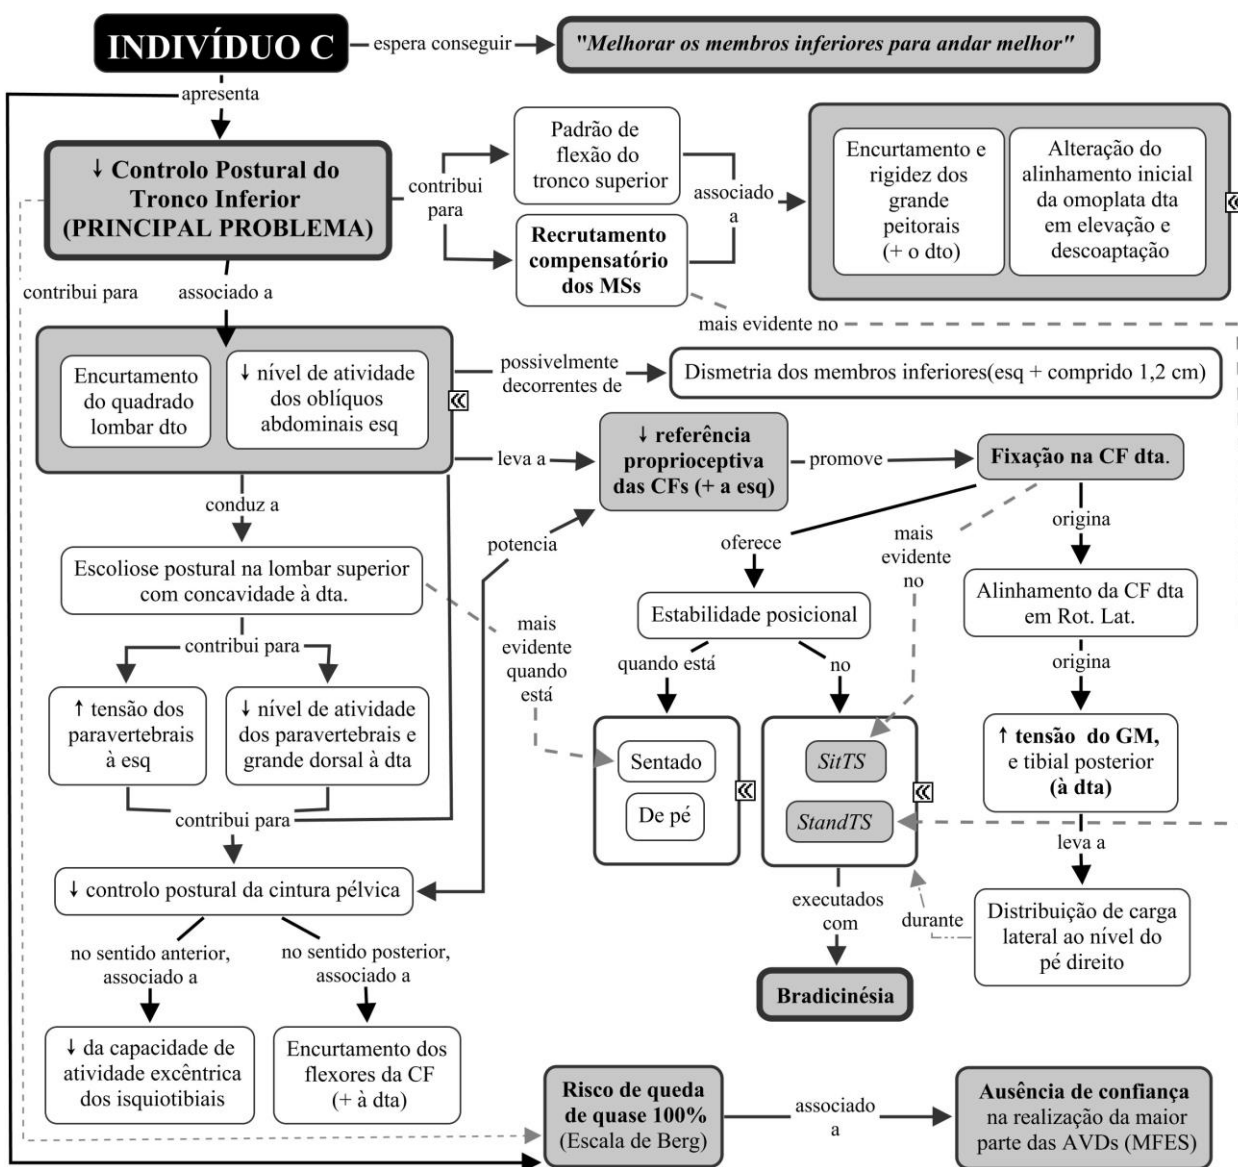 INDIVÍDUO C
espera conseguir
"Melhorar os membros inferiores para andar melhor"
apresenta
↓ Controlo Postural do
Tronco Inferior
(PRINCIPAL PROBLEMA)
contribui
para
Padrão de
flexão do
tronco superior
Recrutamento
compensatório
dos MSs
associado
a
Encurtamento e
rigidez dos
grande
peitorais
(+ o dto)
Alteração do
alinhamento inicial
da omoplata dta
em elevação e
descoaptação
contribui para
associado a
mais evidente no
Encurtamento
do quadrado
lombar dto
↓ nível de atividade
dos oblíquos
abdominais esq
possivelmente
decorrentes de
Dismetria dos membros inferiores(esq + comprido 1,2 cm)
leva a
↓ referência
proprioceptiva
das CFs (+ a esq)
promove
Fixação na CF dta.
conduz a
potencia
oferece
mais
evidente
no
origina
Escoliose postural na lombar superior
com concavidade à dta.
Estabilidade posicional
Alinhamento da CF dta
em Rot. Lat.
mais
evidente
quando
está
contribui para
quando está
no
origina
↑ tensão dos
paravertebrais
à esq
↓ nível de atividade
dos paravertebrais e
grande dorsal à dta
Sentado
De pé
SitTS
StandTS
↑ tensão do GM,
e tibial posterior
(à dta)
contribui para
leva a
↓ controlo postural da cintura pélvica
executados
com
durante
Distribuição de carga
lateral ao nível do
pé direito
no sentido anterior,
associado a
no sentido posterior,
associado a
Bradicinésia
↓ da capacidade de
atividade excêntrica
dos isquiotibiais
Encurtamento dos
flexores da CF
(+ à dta)
Risco de queda
de quase 100%
(Escala de Berg)
associado
a
Ausência de confiança
na realização da maior
parte das AVDs (MFES)